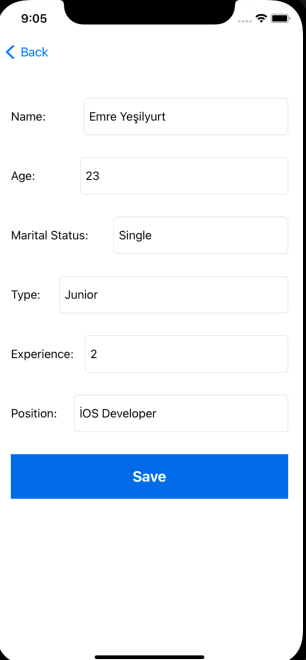 9:05
Back
Name: Emre Yeşilyurt
Age: 23
Marital Status: Single
Type: Junior
Experience: 2
Position: İOS Developer
Save